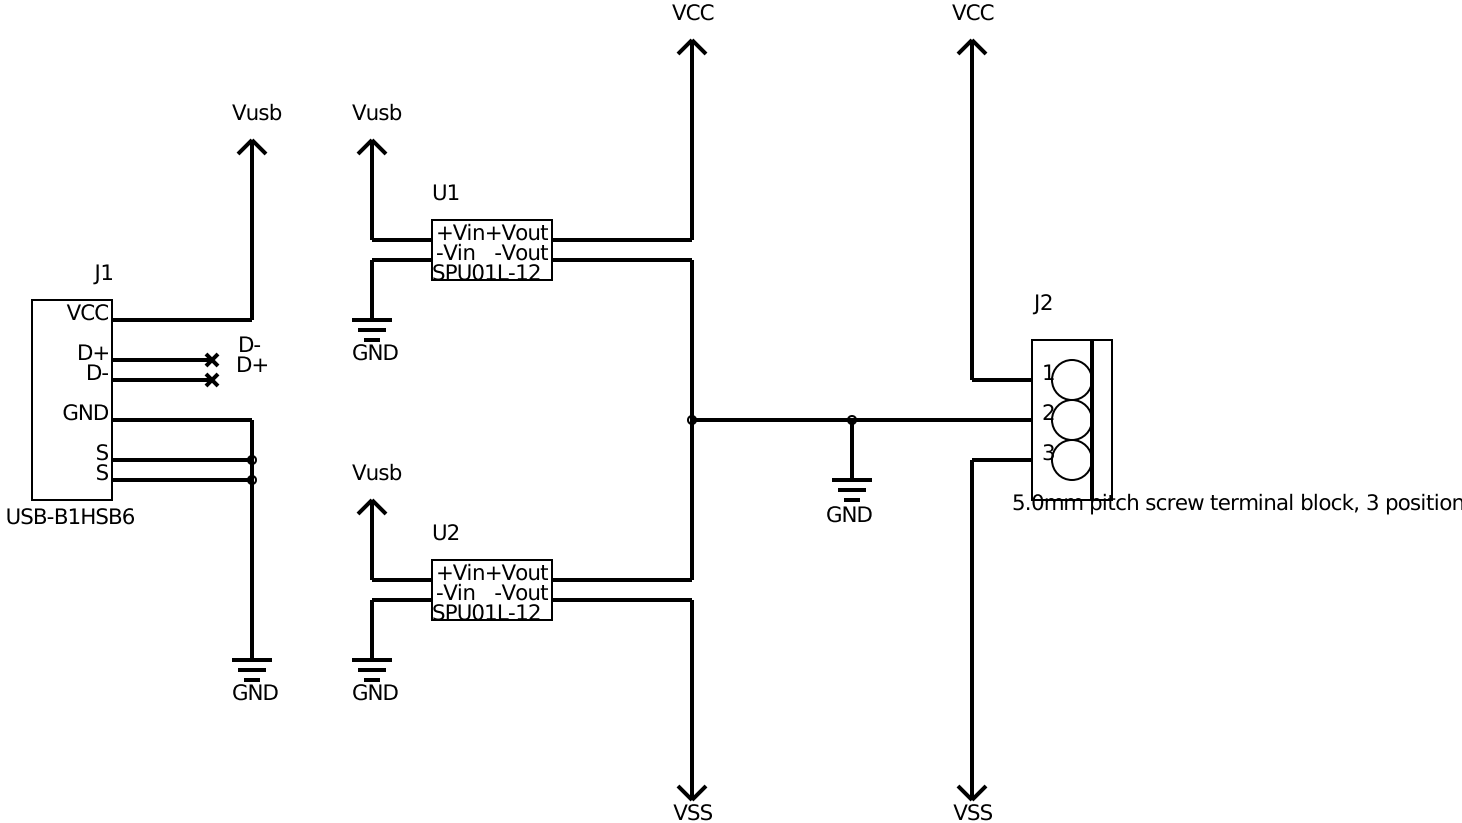 VCC
VCC
Vusb
Vusb
U1
+Vin+Vout
-Vin -Vout
SPU01L-12
GND
J1
VCC
D+
D-
GND
S
S
USB-B1HSB6
D-
D+
GND
Vusb
U2
+Vin+Vout
-Vin -Vout
SPU01L-12
GND
GND
J2
1
2
3
5.0mm pitch screw terminal block, 3 position
VSS
VSS